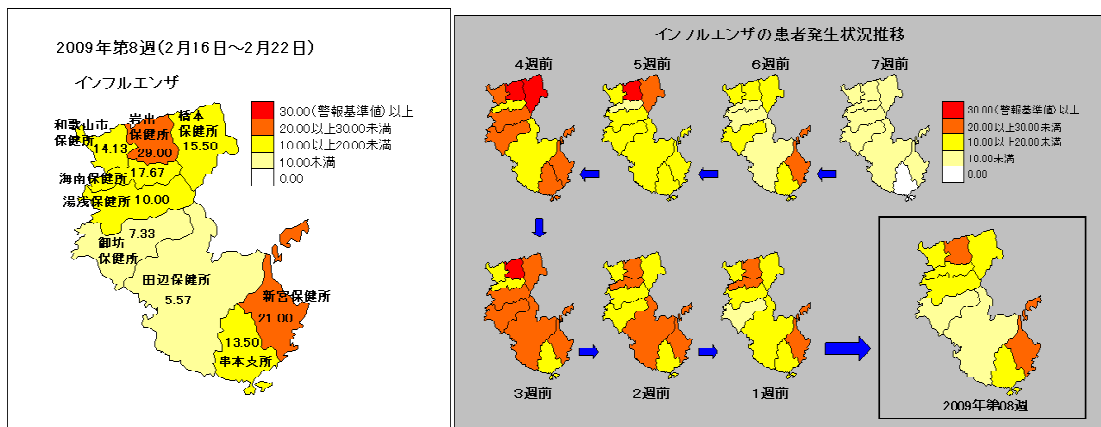 2009年第8週(2月16日～2月22日)
インフルエンザ
30.00(警報基準値)以上
20.00以上30.00未満
10.00以上20.00未満
10.00未満
0.00
和歌山市
保健所
14.13
岩出
保健所
29.00
橋本
保健所
15.50
海南保健所
17.67
湯浅保健所
10.00
御坊
保健所
7.33
田辺保健所
5.57
新宮保健所
21.00
13.50
串本支所
インフルエンザの患者発生状況推移
4週前
5週前
6週前
7週前
30.00(警報基準値)以上
20.00以上30.00未満
10.00以上20.00未満
10.00未満
0.00
3週前
2週前
1週前
2009年第08週